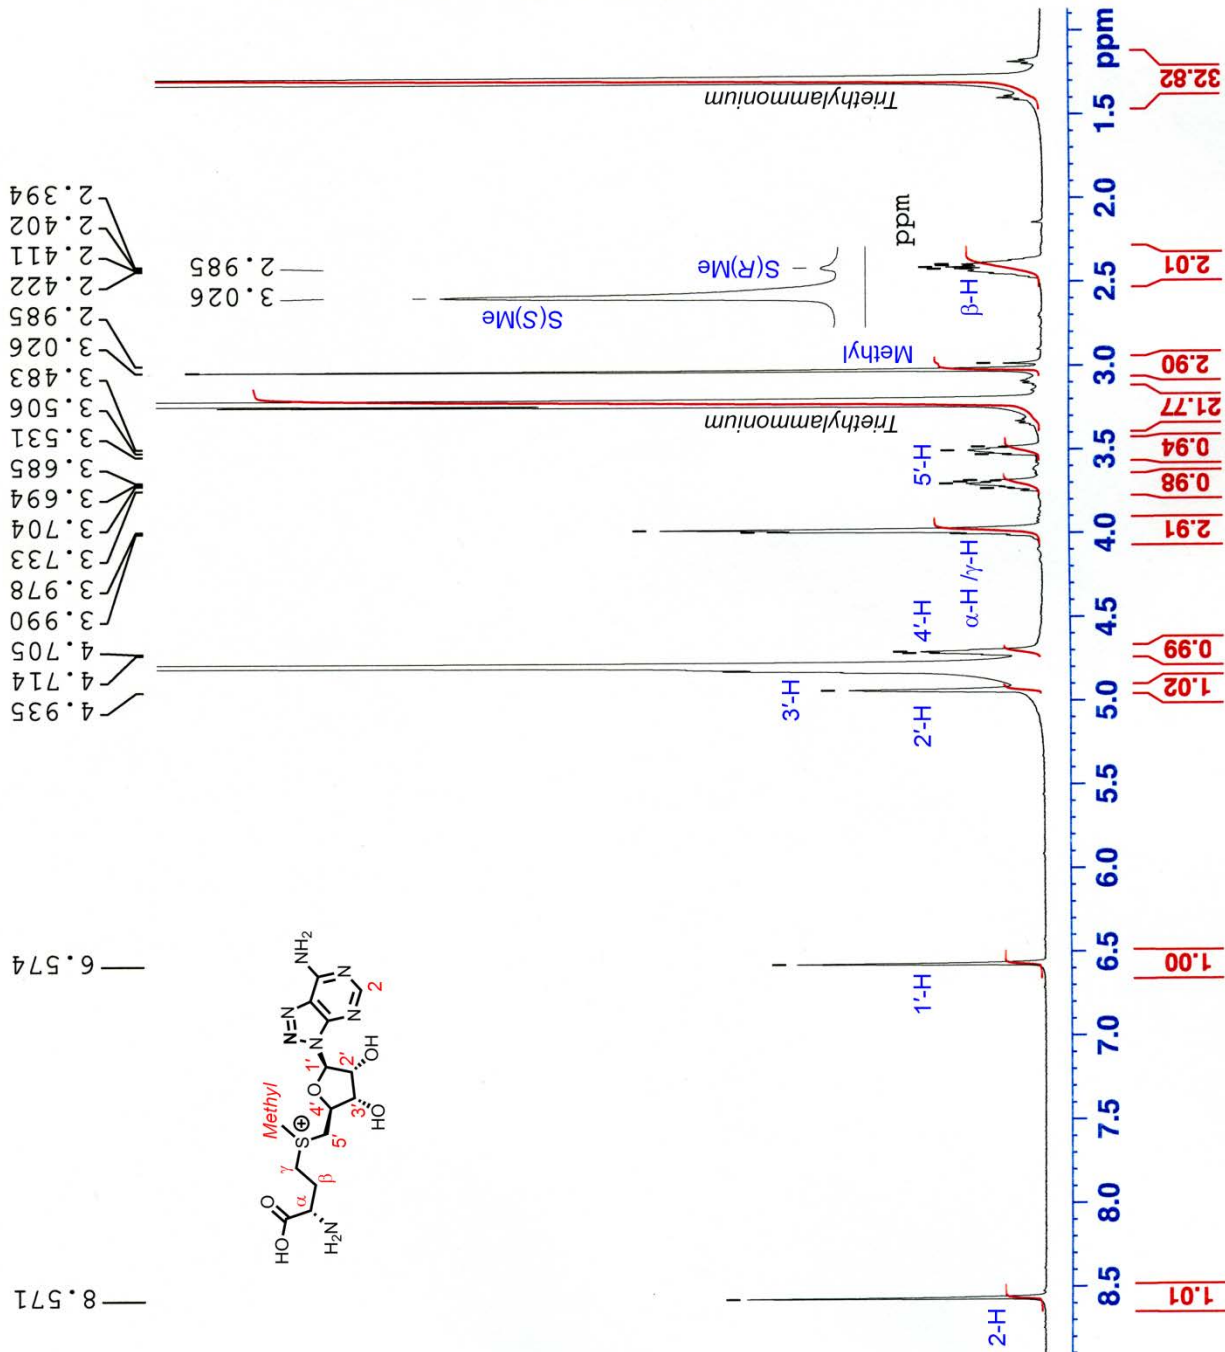 8.571
6.574
4.935
4.714
4.705
3.990
3.978
3.733
3.704
3.694
3.685
3.531
3.506
3.483
3.026
2.985
2.422
2.411
2.402
2.394
3.026
2.985
S(S)Me
S(R)Me
ppm
Methyl
HO
O
H₂N
α
β
γ
S
+
Methyl
5'
4'
O
1'
3'
2'
HO
OH
N
N
N
N
N
NH₂
2
2-H
1'-H
2'-H
3'-H
4'-H
α-H /γ-H
5'-H
Triethylammonium
β-H
Triethylammonium
8.5 8.0 7.5 7.0 6.5 6.0 5.5 5.0 4.5 4.0 3.5 3.0 2.5 2.0 1.5 ppm
1.01
1.00
1.02
0.99
2.91
0.98
0.94
21.77
2.90
2.01
32.82